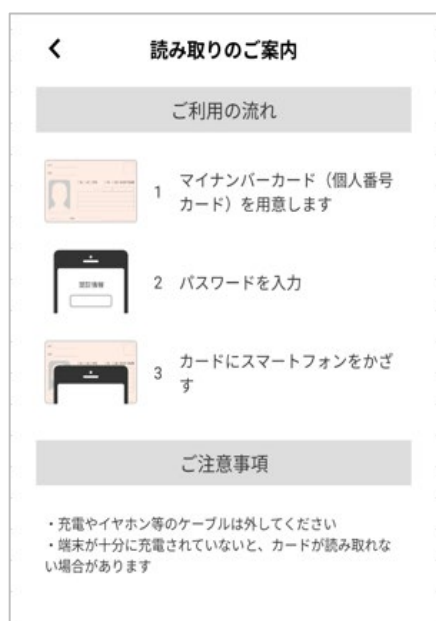 読み取りのご案内
ご利用の流れ
1 マイナンバーカード（個人番号
カード）を用意します
認証情報
2 パスワードを入力
3 カードにスマートフォンをかざ
す
ご注意事項
・充電やイヤホン等のケーブルは外してください
・端末が十分に充電されていないと、カードが読み取れな
い場合があります